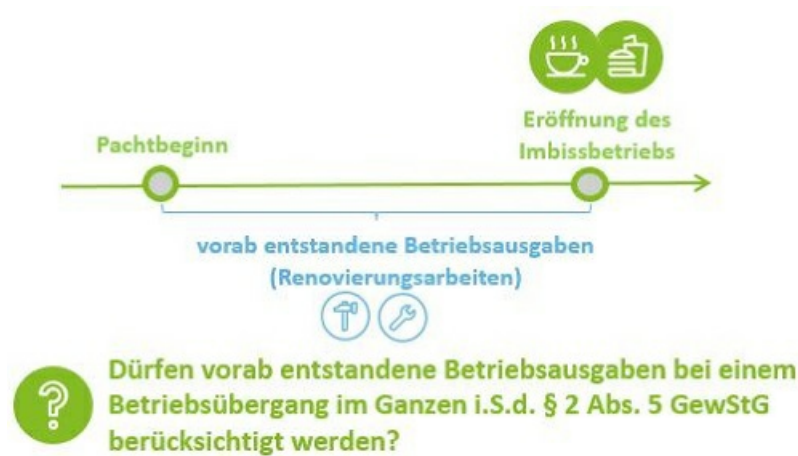 Eröffnung des
Imbissbetriebs
Pachtbeginn
vorab entstandene Betriebsausgaben
(Renovierungsarbeiten)
?
Dürfen vorab entstandene Betriebsausgaben bei einem
Betriebsübergang im Ganzen i.S.d. § 2 Abs. 5 GewStG
berücksichtigt werden?